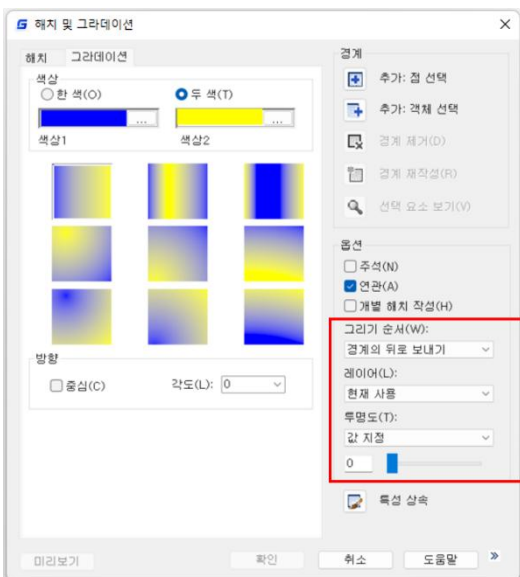 해치 및 그라데이션
해치 그라데이션
색상
한 색(O) 두 색(T)
... ...
색상1 색상2
방향
중심(C) 각도(L): 0
경계
추가: 점 선택
추가: 객체 선택
경계 제거(D)
경계 재작성(R)
선택 요소 보기(V)
옵션
주석(N)
연관(A)
개별 해치 작성(H)
그리기 순서(W):
경계의 뒤로 보내기
레이어(L):
현재 사용
투명도(T):
값 지정
0
특성 상속
미리보기 확인 취소 도움말